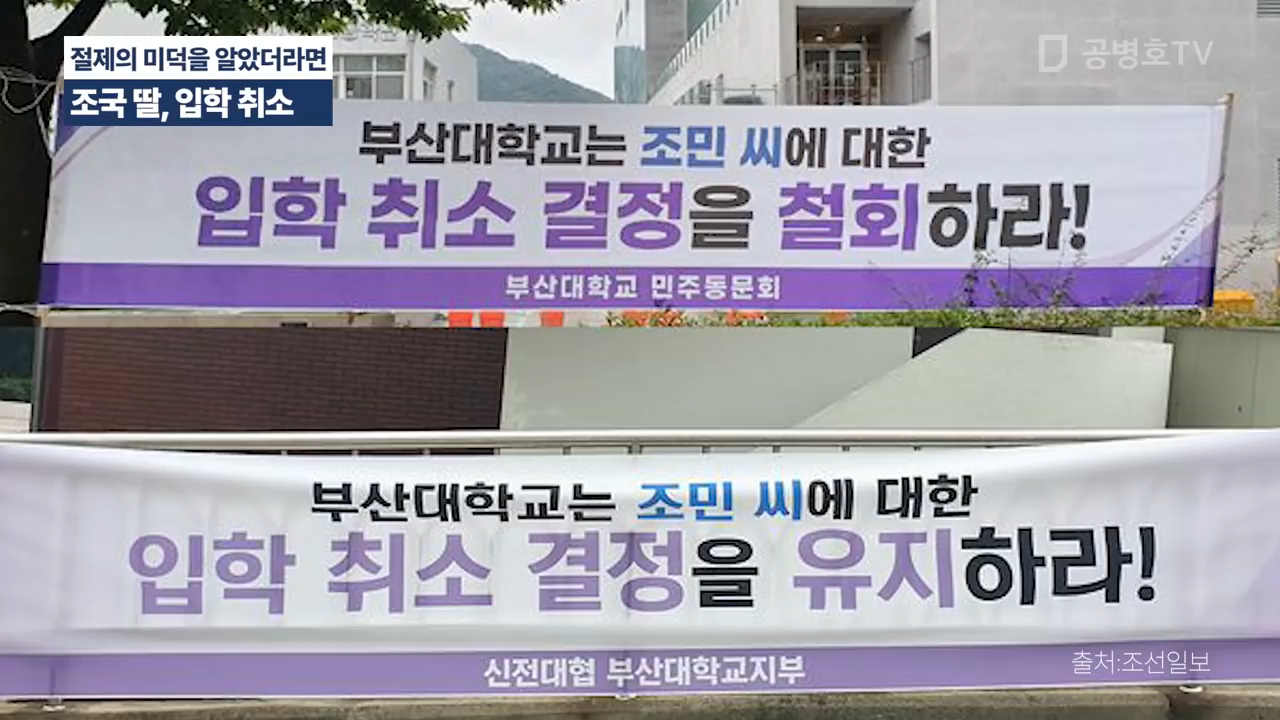 절제의 미덕을 알았더라면
조국 딸, 입학 취소
공병호TV
부산대학교는 조민 씨에 대한
입학 취소 결정을 철회하라!
부산대학교 민주동문회
부산대학교는 조민 씨에 대한
입학 취소 결정을 유지하라!
신전대협 부산대학교지부
출처:조선일보